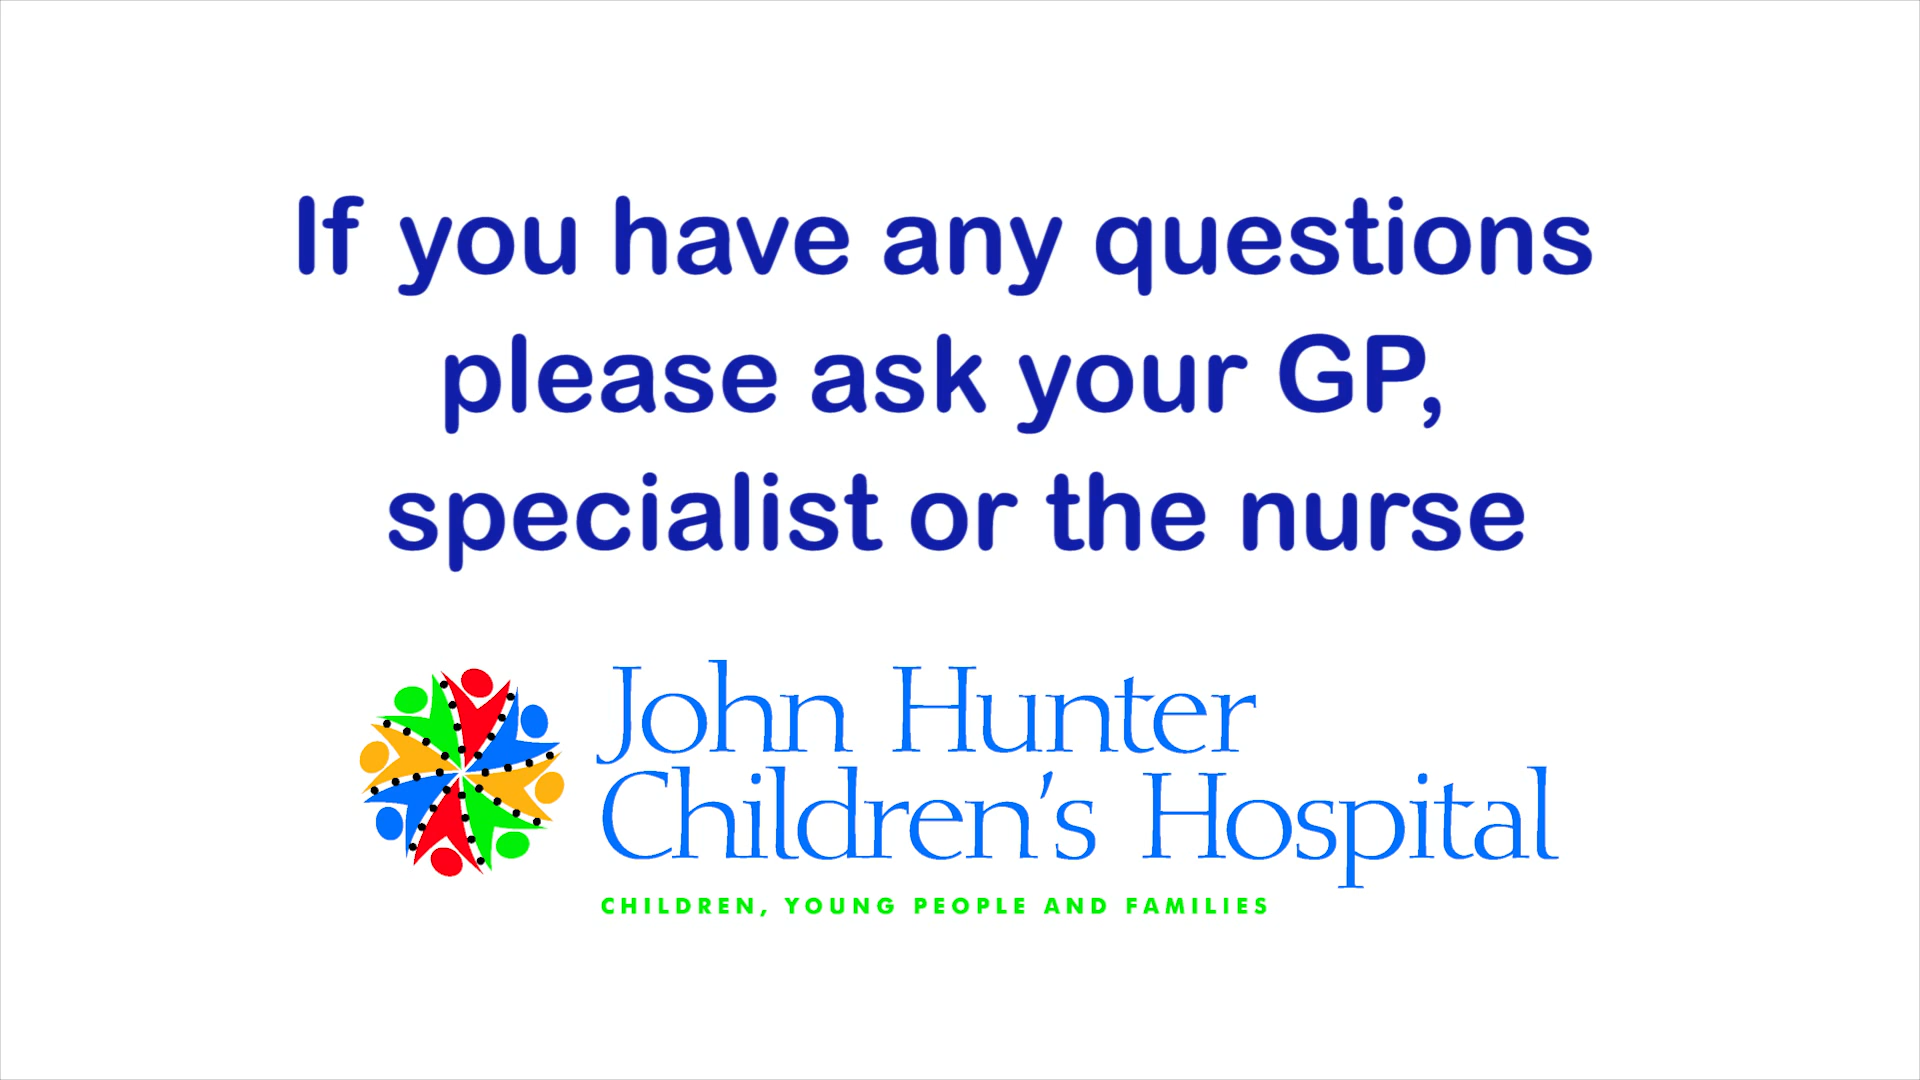 If you have any questions
please ask your GP,
specialist or the nurse
John Hunter
Children's Hospital
CHILDREN, YOUNG PEOPLE AND FAMILIES